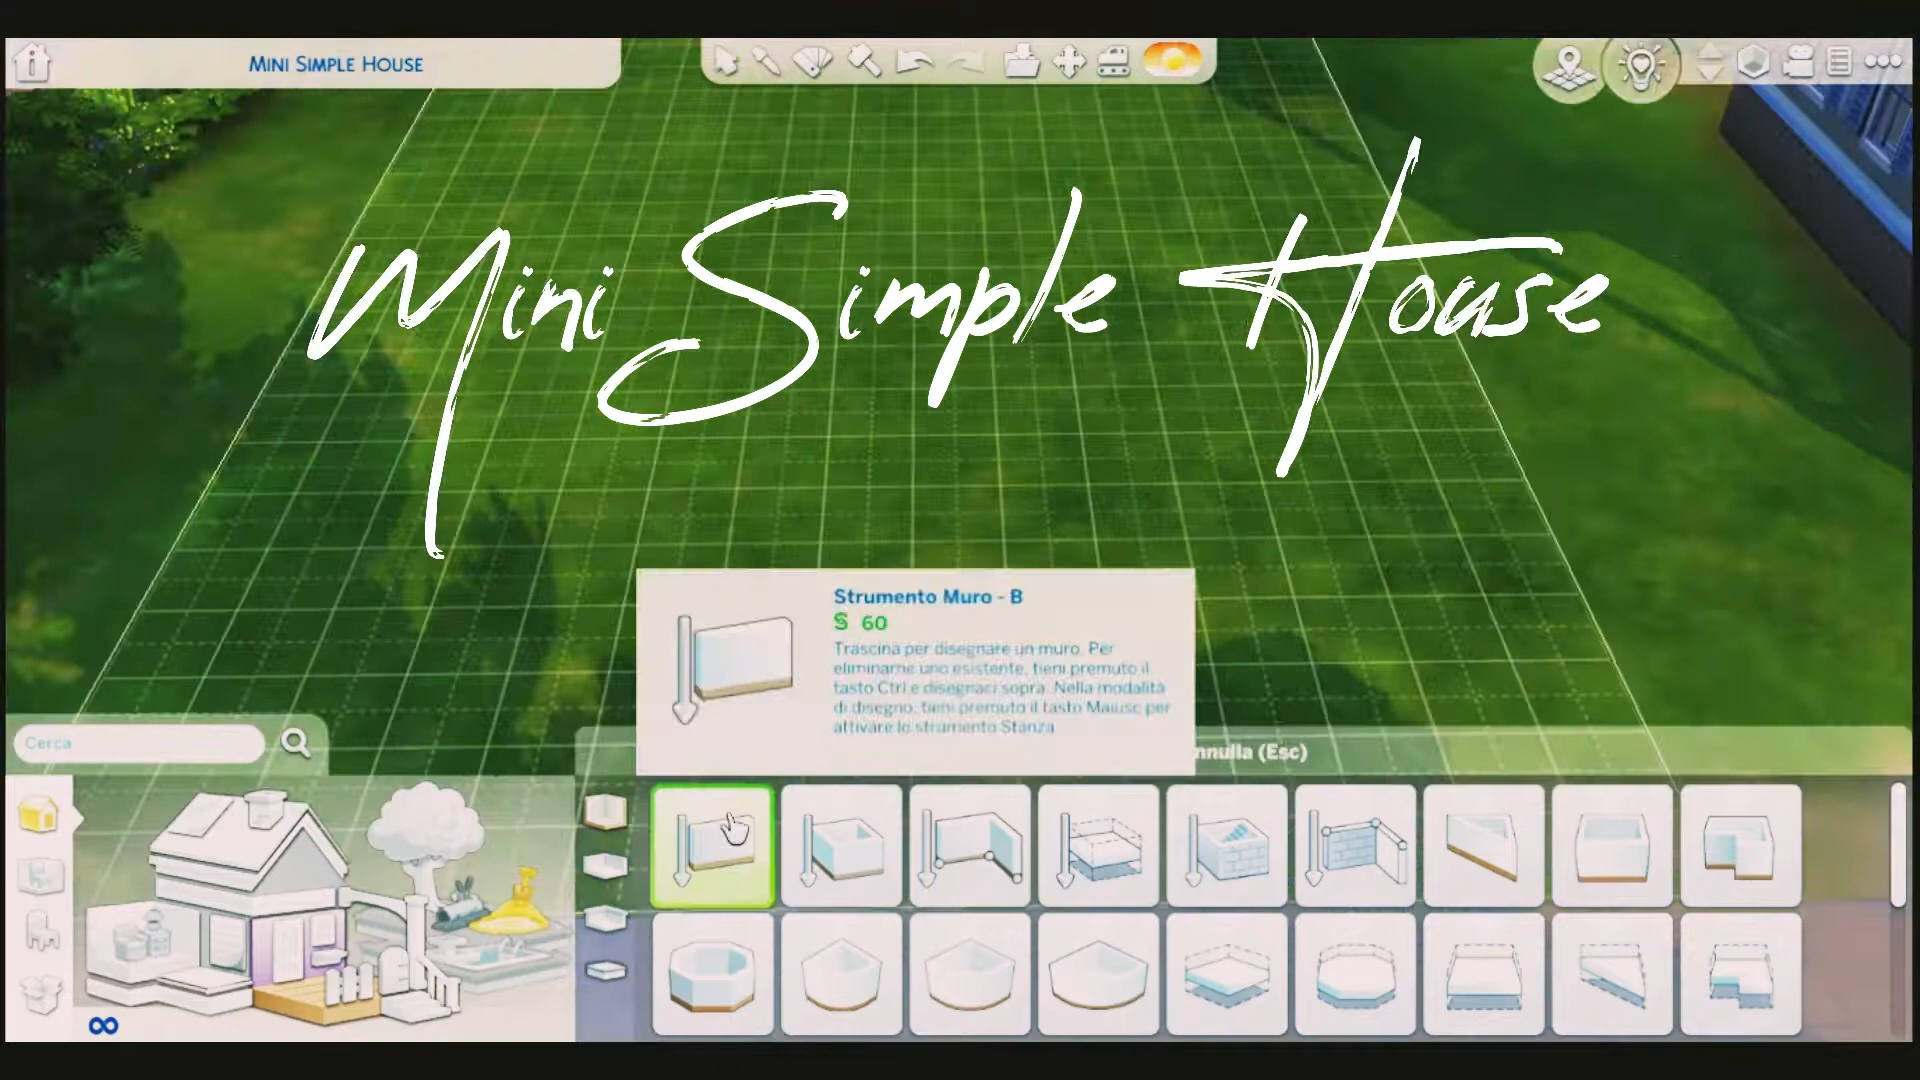 MINI SIMPLE HOUSE
Mini Simple House
Strumento Muro - B
§ 60
Trascina per disegnare un muro. Per
eliminarne uno esistente, tieni premuto il
tasto Ctrl e disegnaci sopra. Nella modalità
di disegno, tieni premuto il tasto Maiusc per
attivare lo strumento Stanza
Cerca
nnulla (Esc)